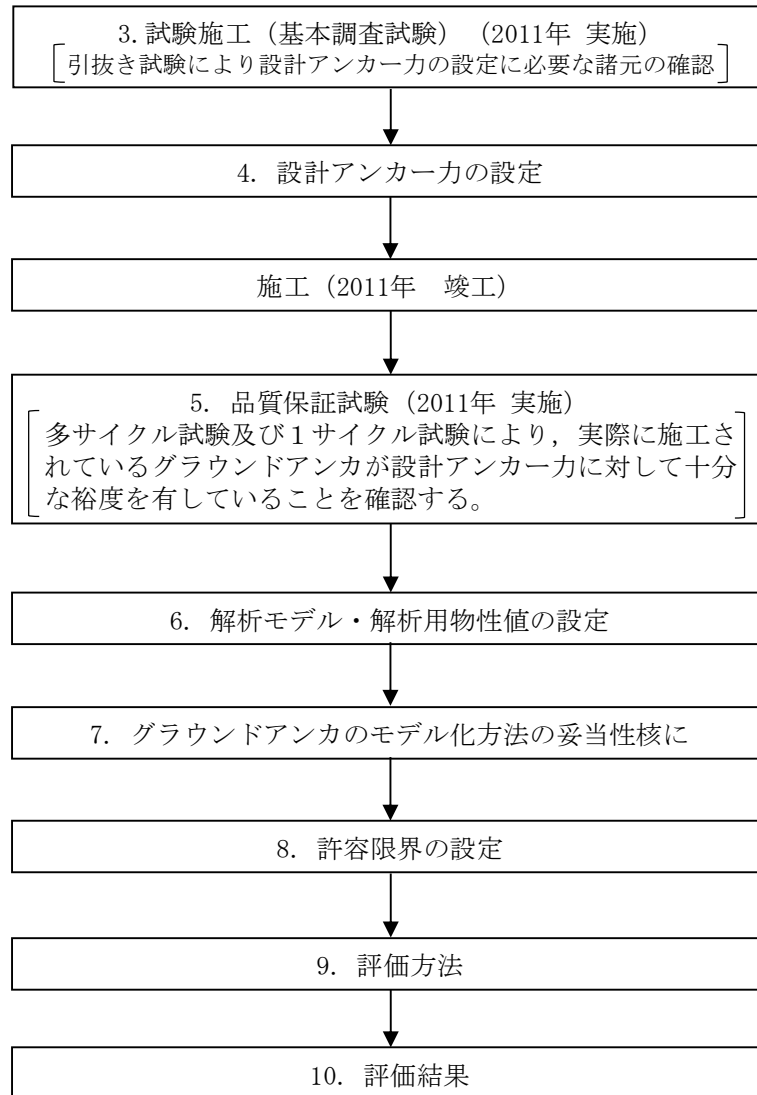 3.試験施工（基本調査試験）（2011年 実施）
引抜き試験により設計アンカー力の設定に必要な諸元の確認
4. 設計アンカー力の設定
施工（2011年　竣工）
5. 品質保証試験（2011年 実施）
多サイクル試験及び１サイクル試験により，実際に施工さ
れているグラウンドアンカが設計アンカー力に対して十分
な裕度を有していることを確認する。
6. 解析モデル・解析用物性値の設定
7. グラウンドアンカのモデル化方法の妥当性核に
8. 許容限界の設定
9. 評価方法
10. 評価結果